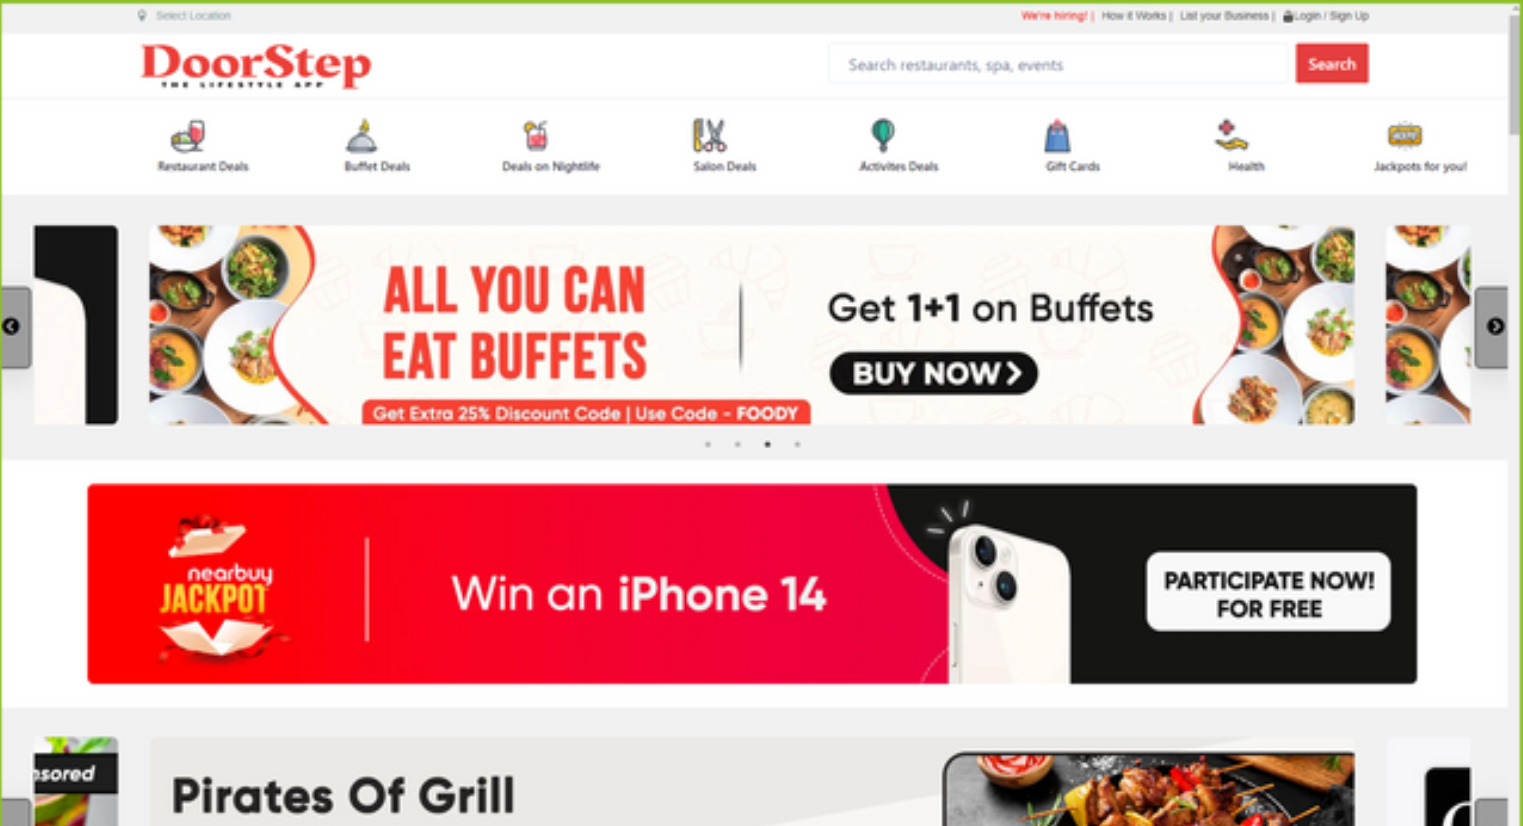 Select Location
We're hiring! | How it Works | List your Business | Login / Sign Up
DoorStep
THE LIFESTYLE APP
Search restaurants, spa, events
Search
Restaurant Deals
Buffet Deals
Deals on Nightlife
Salon Deals
Activites Deals
Gift Cards
Health
Jackpots for you!
ALL YOU CAN
EAT BUFFETS
Get Extra 25% Discount Code | Use Code - FOODY
Get 1+1 on Buffets
BUY NOW
nearbuy
JACKPOT
Win an iPhone 14
PARTICIPATE NOW!
FOR FREE
Pirates Of Grill